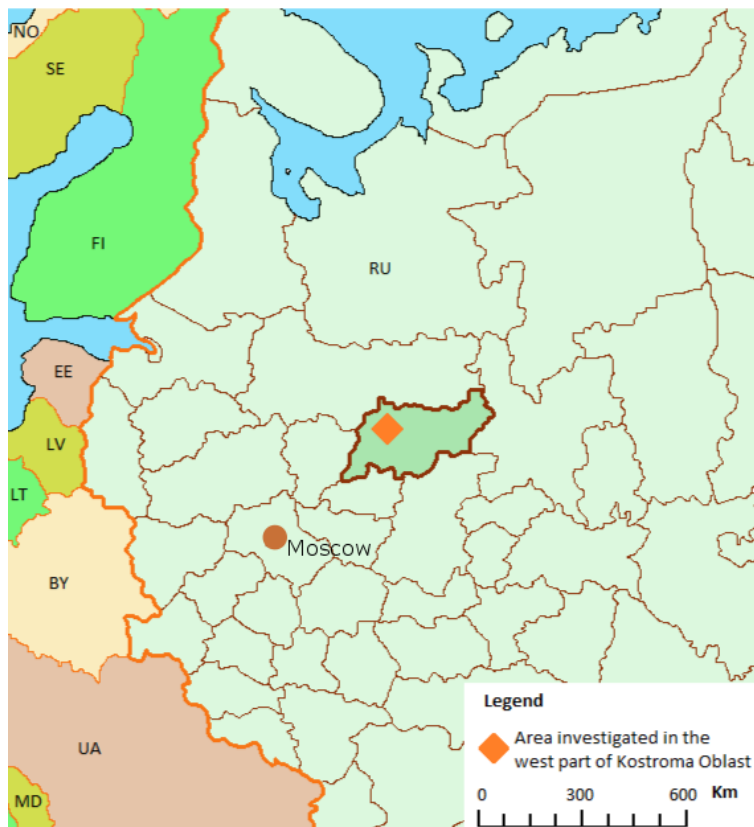 NO
SE
FI
RU
EE
LV
LT
Moscow
BY
Legend
Area investigated in the
west part of Kostroma Oblast
UA
MD
0 300 600 Km